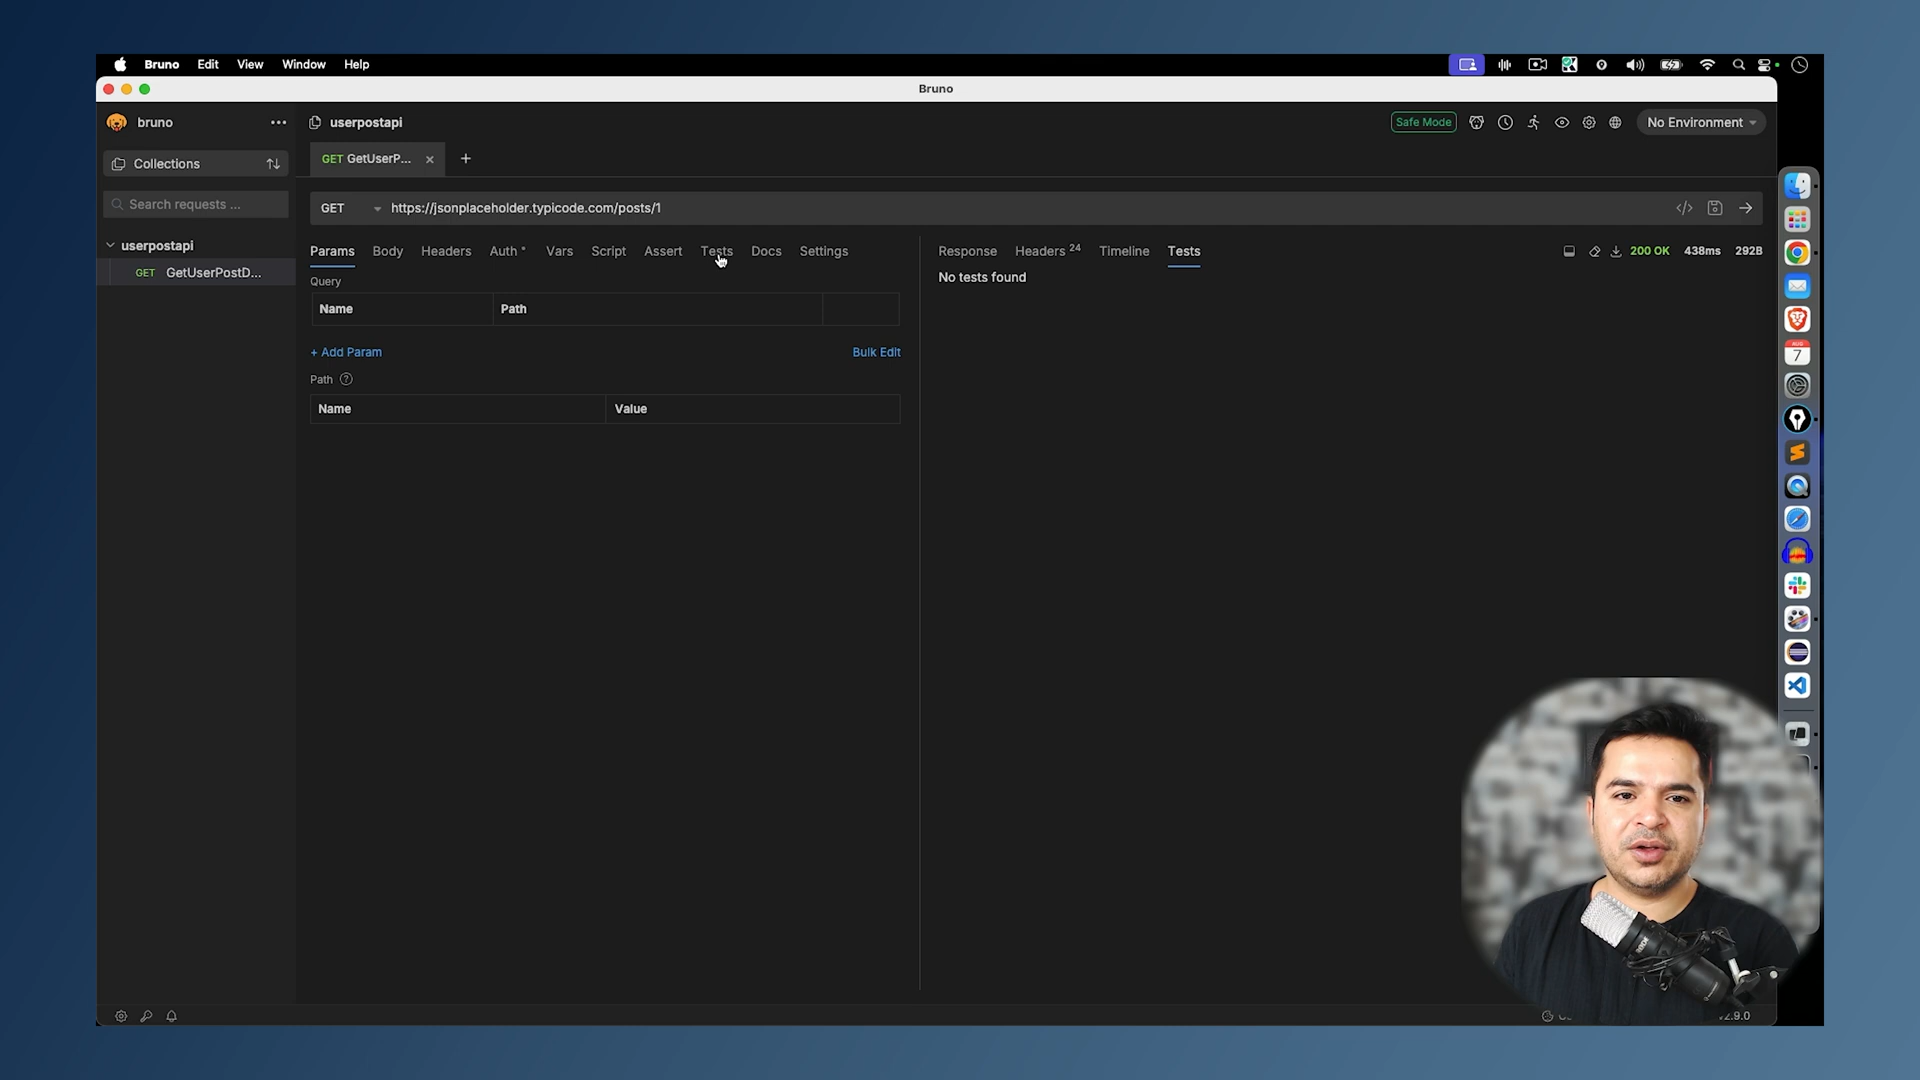 Bruno Edit View Window Help
Bruno
bruno
userpostapi
Safe Mode
No Environment
Collections
GET GetUserP...
Search requests ...
GET
https://jsonplaceholder.typicode.com/posts/1
userpostapi
GET GetUserPostD...
Params Body Headers Auth * Vars Script Assert Tests Docs Settings
Query
Name Path
+ Add Param
Bulk Edit
Path
Name Value
Response Headers 24 Timeline Tests
200 OK 438ms 292B
No tests found
AUG
7
2.9.0